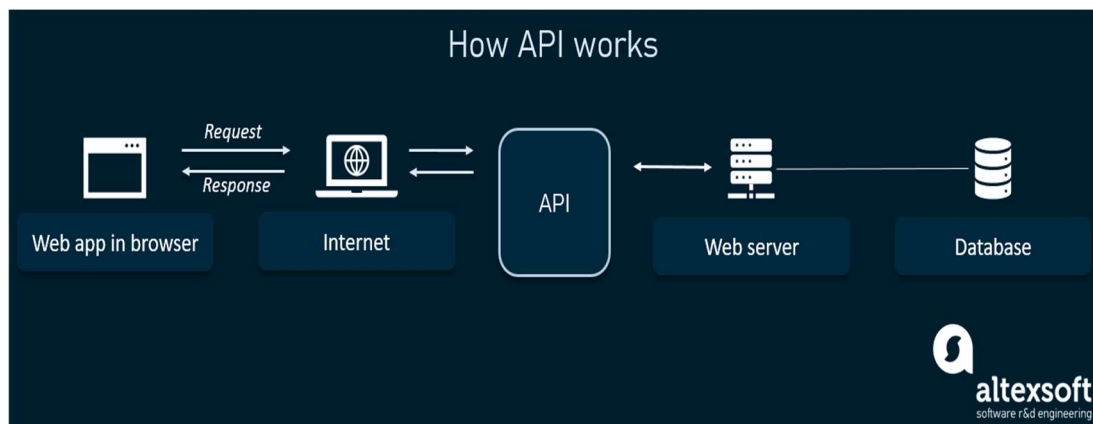 How API works
Request
Response
API
Web app in browser
Internet
Web server
Database
altexsoft
software r&d engineering